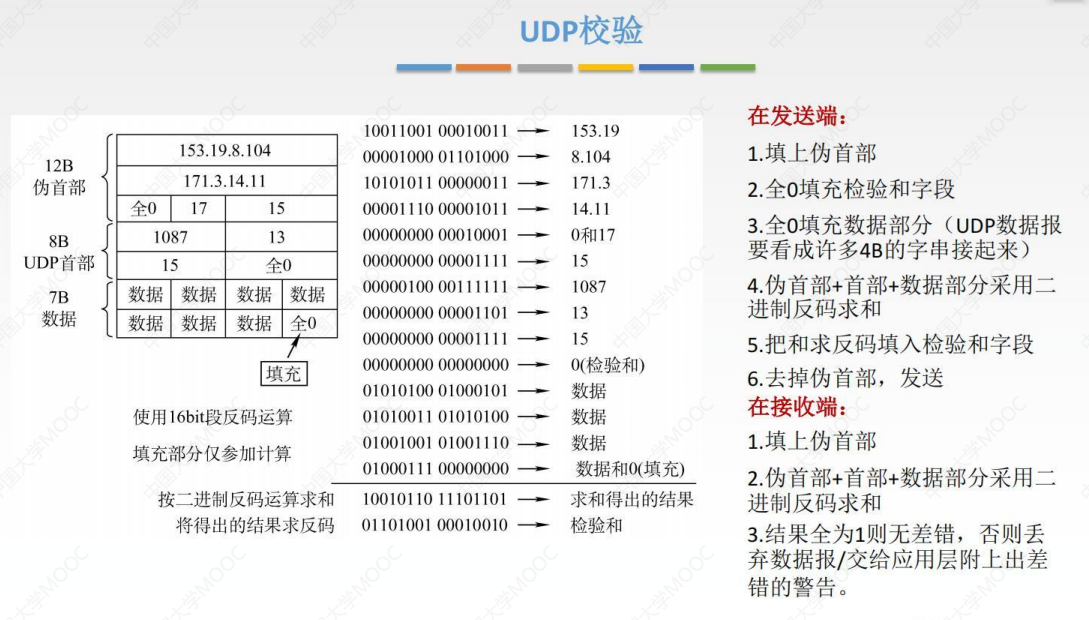 UDP校验
12B
伪首部
153.19.8.104
171.3.14.11
全0 17 15
8B
UDP首部
1087 13
15 全0
7B
数据
数据 数据 数据 数据
数据 数据 数据 全0
填充
使用16bit段反码运算
填充部分仅参加计算
10011001 00010011 → 153.19
00001000 01101000 → 8.104
10101011 00000011 → 171.3
00001110 00001011 → 14.11
00000000 00010001 → 0和17
00000000 00001111 → 15
00000100 00111111 → 1087
00000000 00001101 → 13
00000000 00001111 → 15
00000000 00000000 → 0(检验和)
01010100 01000101 → 数据
01010011 01010100 → 数据
01001001 01001110 → 数据
01000111 00000000 → 数据和0(填充)
按二进制反码运算求和 10010110 11101101 → 求和得出的结果
将得出的结果求反码 01101001 00010010 → 检验和
在发送端：
1.填上伪首部
2.全0填充检验和字段
3.全0填充数据部分（UDP数据报
要看成许多4B的字串接起来）
4.伪首部+首部+数据部分采用二
进制反码求和
5.把和求反码填入检验和字段
6.去掉伪首部，发送
在接收端：
1.填上伪首部
2.伪首部+首部+数据部分采用二
进制反码求和
3.结果全为1则无差错，否则丢
弃数据报/交给应用层附上出差
错的警告。
中国大学MOOC